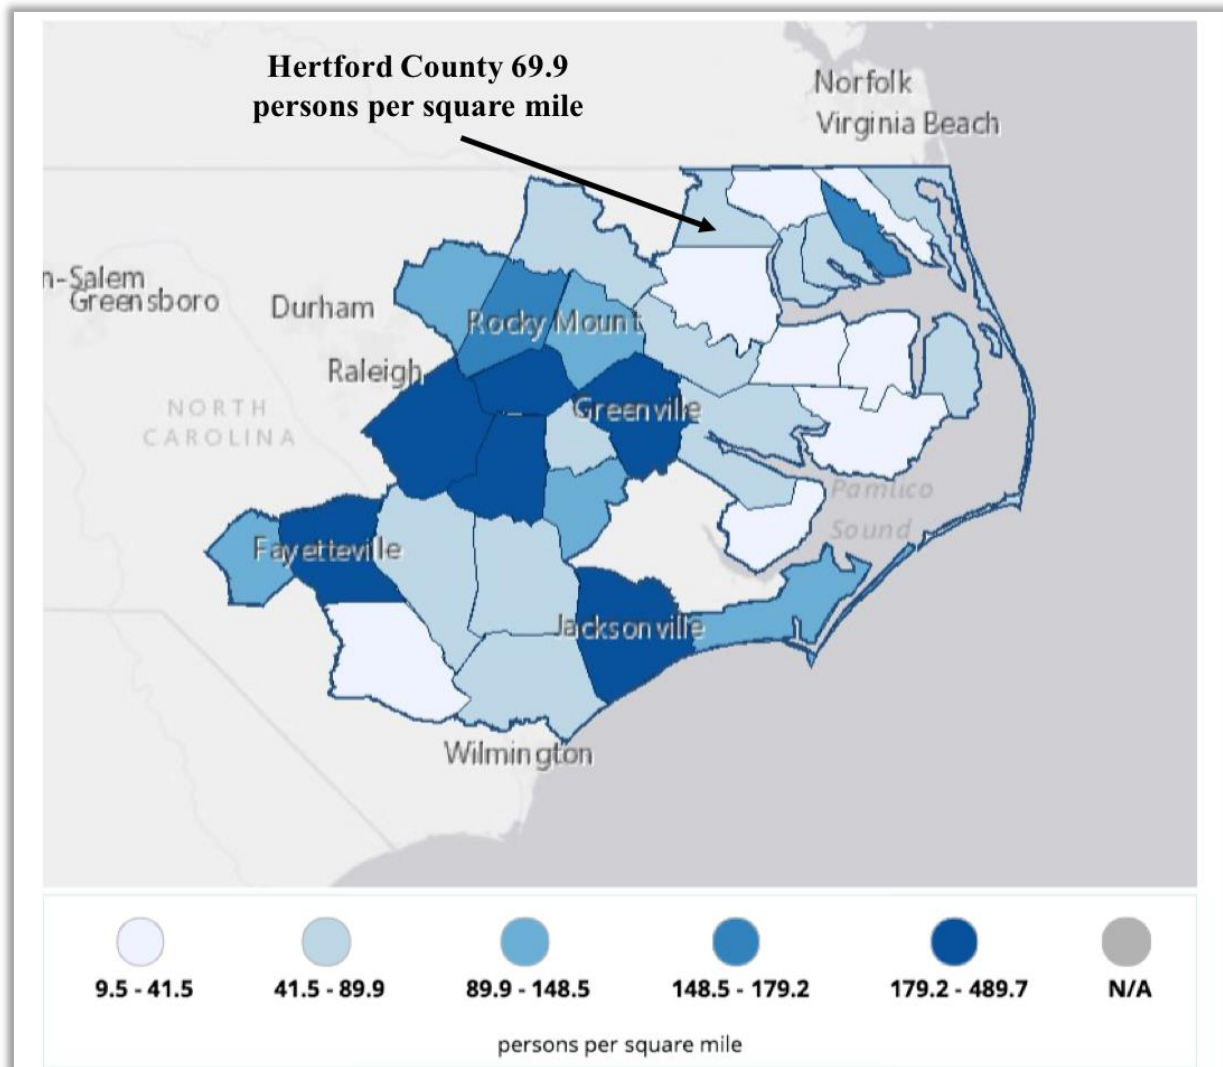 Hertford County 69.9
persons per square mile
Norfolk
Virginia Beach
n-Salem
Greensboro
Durham
Rocky Mount
Raleigh
NORTH
CAROLINA
Greenville
Pamlico
Sound
Fayetteville
Jacksonville
Wilmington
9.5 - 41.5
41.5 - 89.9
89.9 - 148.5
148.5 - 179.2
179.2 - 489.7
N/A
persons per square mile